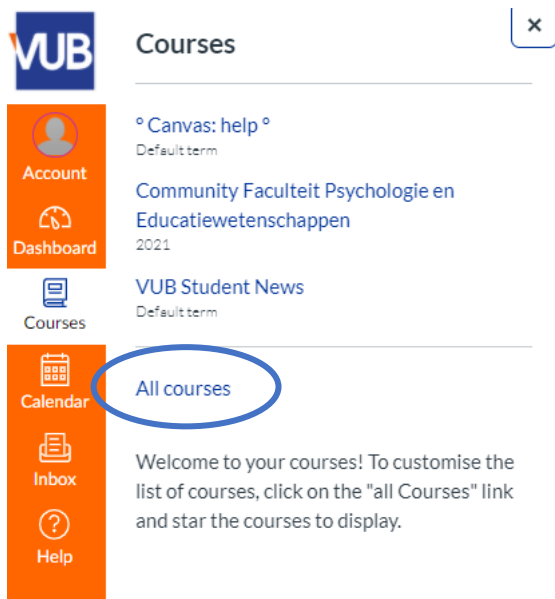 VUB
Courses
×
Account
Dashboard
Courses
Calendar
Inbox
Help
° Canvas: help °
Default term
Community Faculteit Psychologie en
Educatiewetenschappen
2021
VUB Student News
Default term
All courses
Welcome to your courses! To customise the
list of courses, click on the "all Courses" link
and star the courses to display.